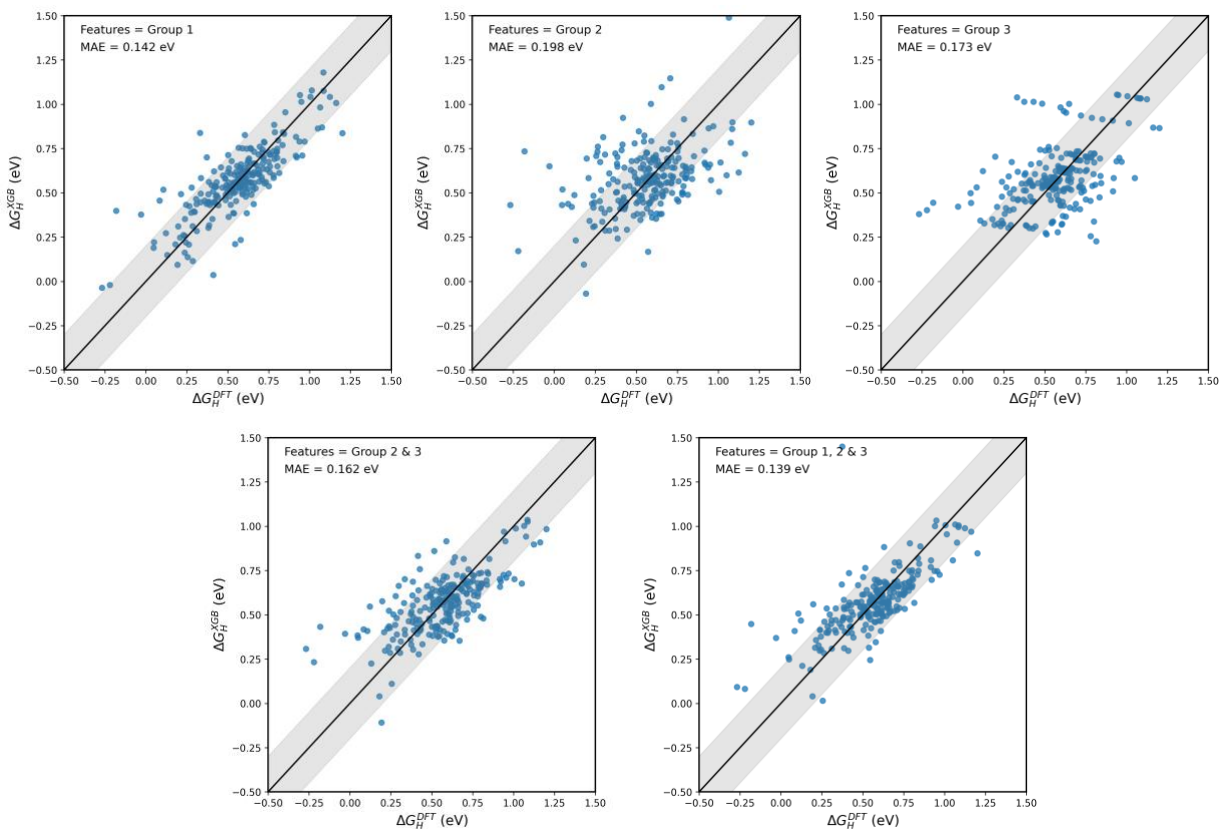 Features = Group 1
MAE = 0.142 eV
1.50
1.25
1.00
0.75
0.50
0.25
0.00
−0.25
−0.50
ΔG_H^XGB (eV)
−0.50 −0.25 0.00 0.25 0.50 0.75 1.00 1.25 1.50
ΔG_H^DFT (eV)
Features = Group 2
MAE = 0.198 eV
1.50
1.25
1.00
0.75
0.50
0.25
0.00
−0.25
−0.50
ΔG_H^XGB (eV)
−0.50 −0.25 0.00 0.25 0.50 0.75 1.00 1.25 1.50
ΔG_H^DFT (eV)
Features = Group 3
MAE = 0.173 eV
1.50
1.25
1.00
0.75
0.50
0.25
0.00
−0.25
−0.50
ΔG_H^XGB (eV)
−0.50 −0.25 0.00 0.25 0.50 0.75 1.00 1.25 1.50
ΔG_H^DFT (eV)
Features = Group 2 & 3
MAE = 0.162 eV
1.50
1.25
1.00
0.75
0.50
0.25
0.00
−0.25
−0.50
ΔG_H^XGB (eV)
−0.50 −0.25 0.00 0.25 0.50 0.75 1.00 1.25 1.50
ΔG_H^DFT (eV)
Features = Group 1, 2 & 3
MAE = 0.139 eV
1.50
1.25
1.00
0.75
0.50
0.25
0.00
−0.25
−0.50
ΔG_H^XGB (eV)
−0.50 −0.25 0.00 0.25 0.50 0.75 1.00 1.25 1.50
ΔG_H^DFT (eV)